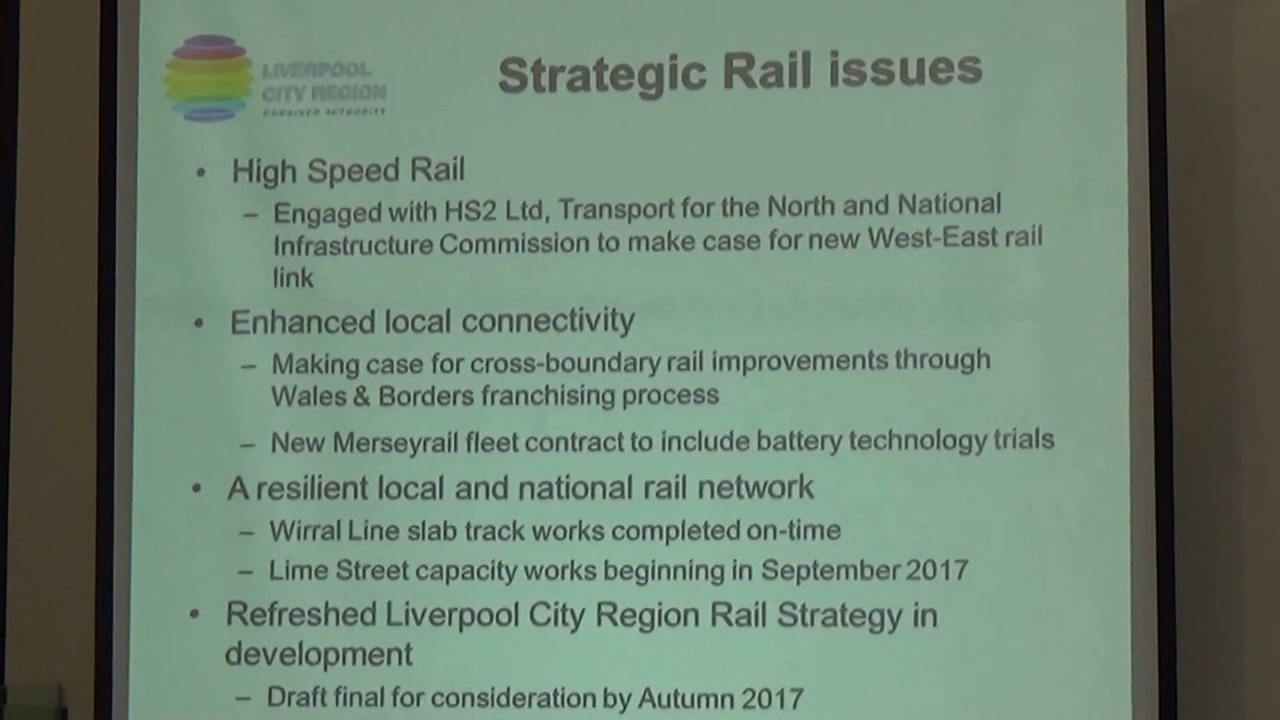 LIVERPOOL
CITY REGION
COMBINED AUTHORITY
Strategic Rail issues
• High Speed Rail
– Engaged with HS2 Ltd, Transport for the North and National
Infrastructure Commission to make case for new West-East rail
link
• Enhanced local connectivity
– Making case for cross-boundary rail improvements through
Wales & Borders franchising process
– New Merseyrail fleet contract to include battery technology trials
• A resilient local and national rail network
– Wirral Line slab track works completed on-time
– Lime Street capacity works beginning in September 2017
• Refreshed Liverpool City Region Rail Strategy in
development
– Draft final for consideration by Autumn 2017